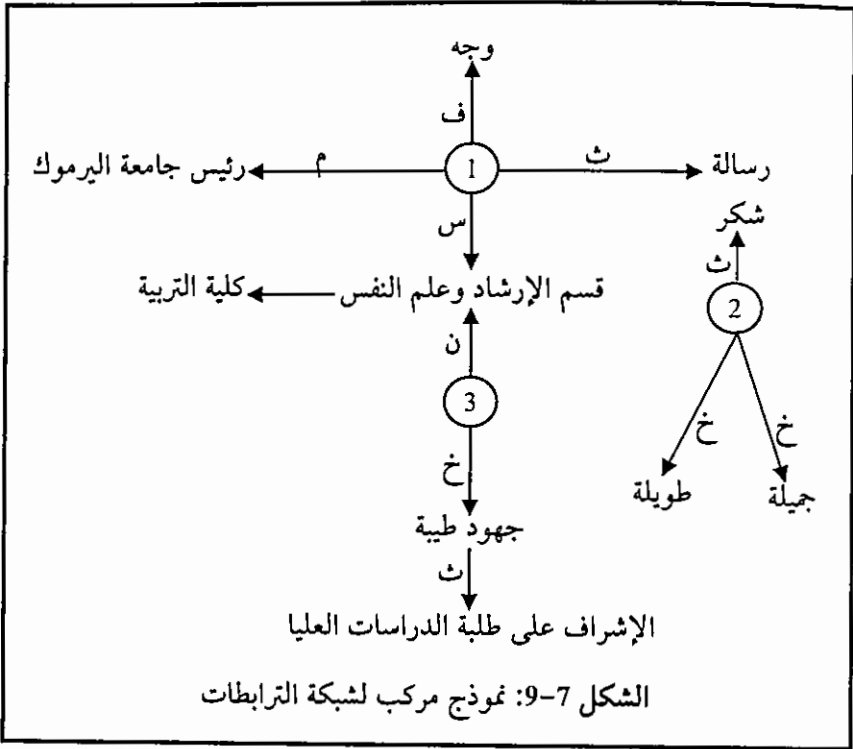 وجه
ف
رسالة ث 1 م رئيس جامعة اليرموك
شكر
س
ث
قسم الإرشاد وعلم النفس كلية التربية
2
ن
3
خ خ
خ
جميلة طويلة
جهود طيبة
ث
الإشراف على طلبة الدراسات العليا
الشكل 7-9: نموذج مركب لشبكة الترابطات